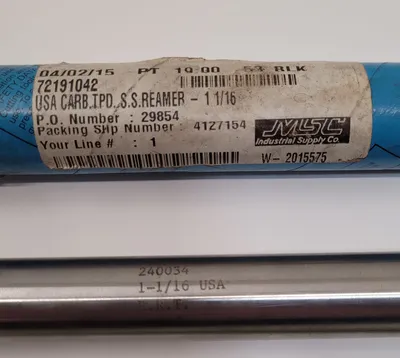 04/02/15 PT 19.00 53 BLK
72191042
USA CARB.TPD. S.S.REAMER - 1 1/16
P.O. Number : 29854
Packing Slip Number : 4127154
Your Line # : 1
MSC
Industrial Supply Co.
W- 2015575
240034
1-1/16 USA